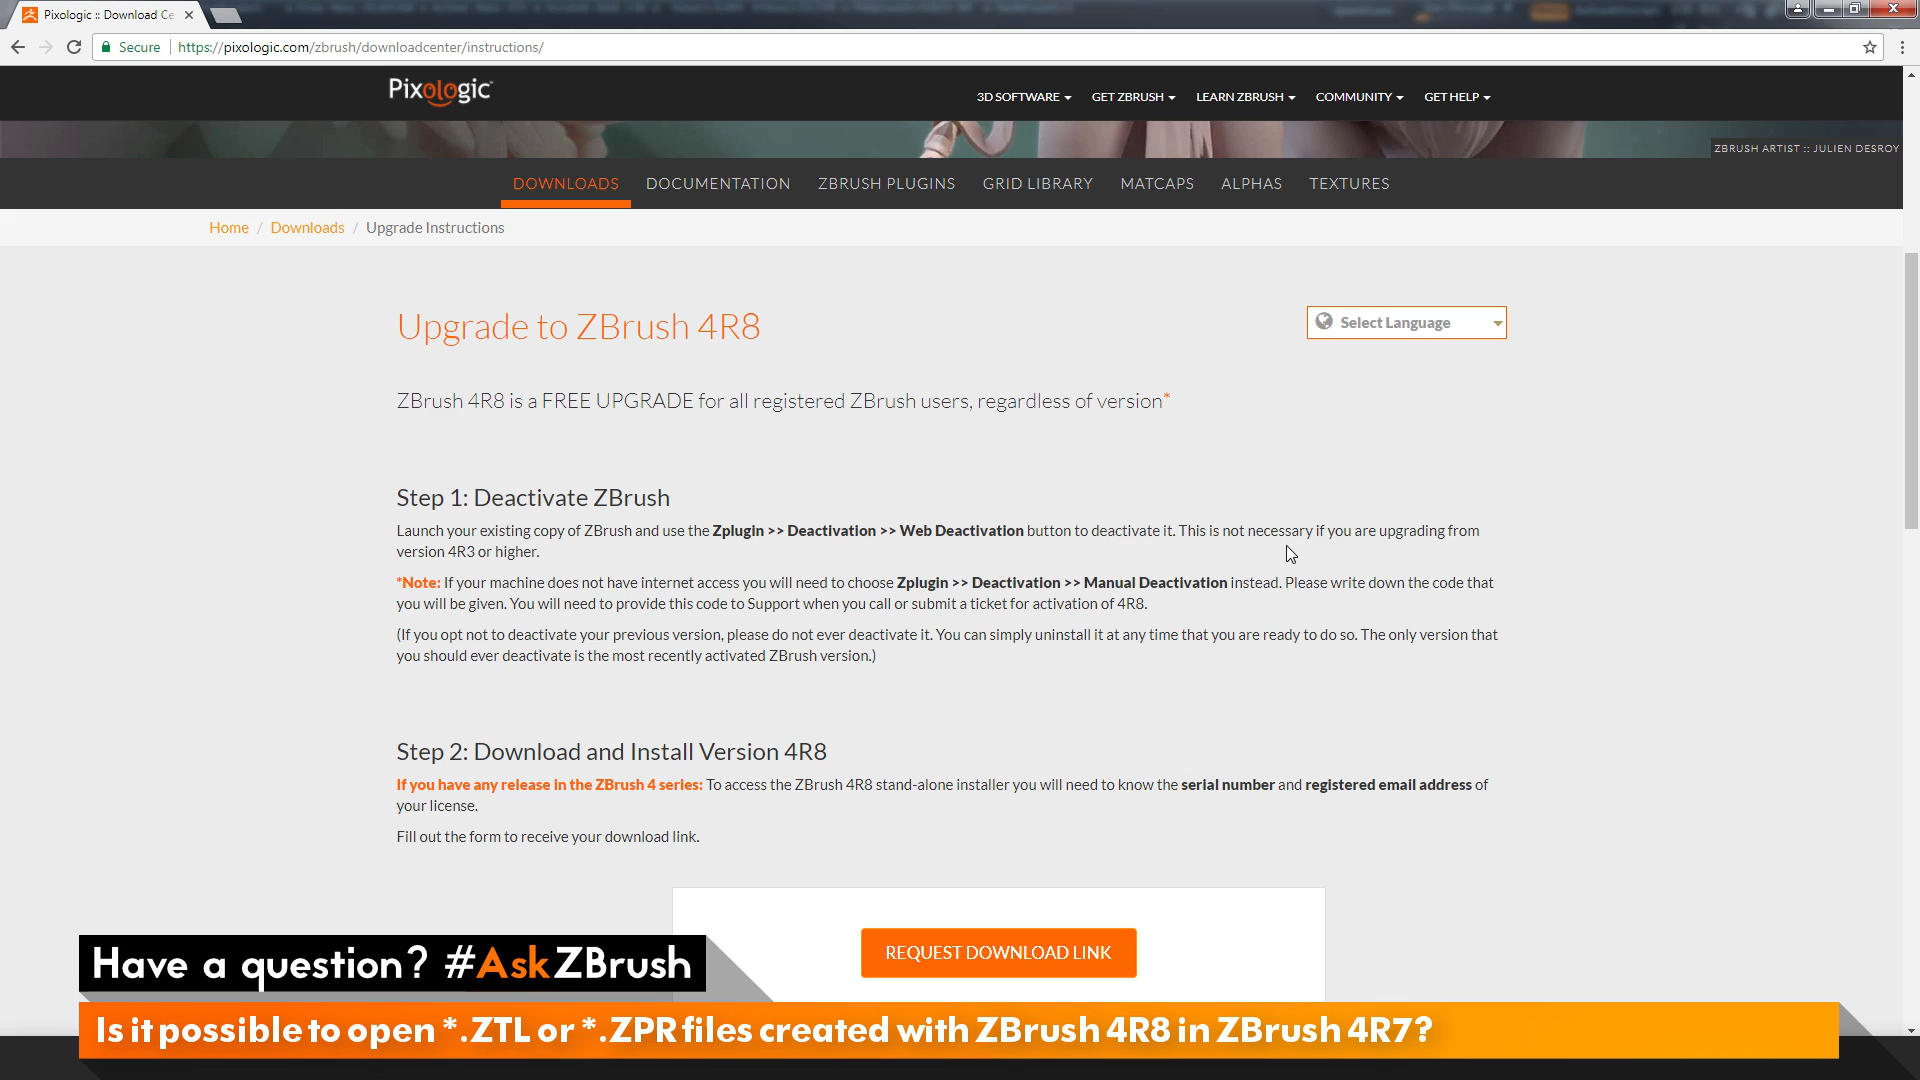 Pixologic :: Download Ce
Secure
https://pixologic.com/zbrush/downloadcenter/instructions/
Pixologic
3D SOFTWARE
GET ZBRUSH
LEARN ZBRUSH
COMMUNITY
GET HELP
ZBRUSH ARTIST :: JULIEN DESROY
DOWNLOADS
DOCUMENTATION
ZBRUSH PLUGINS
GRID LIBRARY
MATCAPS
ALPHAS
TEXTURES
Home / Downloads / Upgrade Instructions
Upgrade to ZBrush 4R8
Select Language
ZBrush 4R8 is a FREE UPGRADE for all registered ZBrush users, regardless of version*
Step 1: Deactivate ZBrush
Launch your existing copy of ZBrush and use the Zplugin >> Deactivation >> Web Deactivation button to deactivate it. This is not necessary if you are upgrading from
version 4R3 or higher.
*Note: If your machine does not have internet access you will need to choose Zplugin >> Deactivation >> Manual Deactivation instead. Please write down the code that
you will be given. You will need to provide this code to Support when you call or submit a ticket for activation of 4R8.
(If you opt not to deactivate your previous version, please do not ever deactivate it. You can simply uninstall it at any time that you are ready to do so. The only version that
you should ever deactivate is the most recently activated ZBrush version.)
Step 2: Download and Install Version 4R8
If you have any release in the ZBrush 4 series: To access the ZBrush 4R8 stand-alone installer you will need to know the serial number and registered email address of
your license.
Fill out the form to receive your download link.
REQUEST DOWNLOAD LINK
Have a question? #AskZBrush
Is it possible to open *.ZTL or *.ZPR files created with ZBrush 4R8 in ZBrush 4R7?